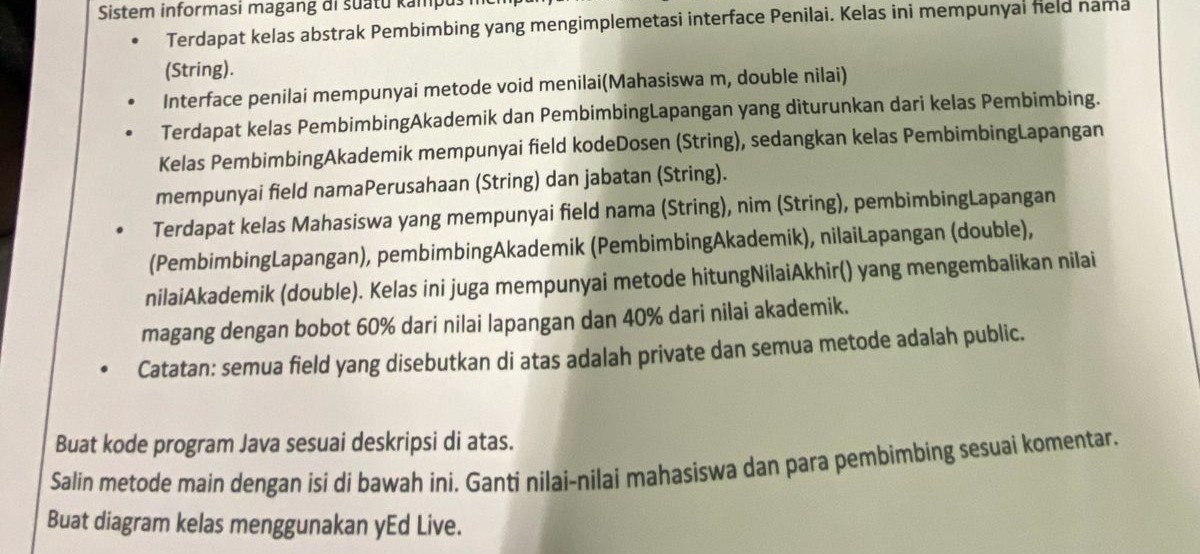 Sistem informasi magang di suatu kampus
• Terdapat kelas abstrak Pembimbing yang mengimplemetasi interface Penilai. Kelas ini mempunyai field nama
(String).
• Interface penilai mempunyai metode void menilai(Mahasiswa m, double nilai)
• Terdapat kelas PembimbingAkademik dan PembimbingLapangan yang diturunkan dari kelas Pembimbing.
Kelas PembimbingAkademik mempunyai field kodeDosen (String), sedangkan kelas PembimbingLapangan
mempunyai field namaPerusahaan (String) dan jabatan (String).
• Terdapat kelas Mahasiswa yang mempunyai field nama (String), nim (String), pembimbingLapangan
(PembimbingLapangan), pembimbingAkademik (PembimbingAkademik), nilaiLapangan (double),
nilaiAkademik (double). Kelas ini juga mempunyai metode hitungNilaiAkhir() yang mengembalikan nilai
magang dengan bobot 60% dari nilai lapangan dan 40% dari nilai akademik.
• Catatan: semua field yang disebutkan di atas adalah private dan semua metode adalah public.
Buat kode program Java sesuai deskripsi di atas.
Salin metode main dengan isi di bawah ini. Ganti nilai-nilai mahasiswa dan para pembimbing sesuai komentar.
Buat diagram kelas menggunakan yEd Live.